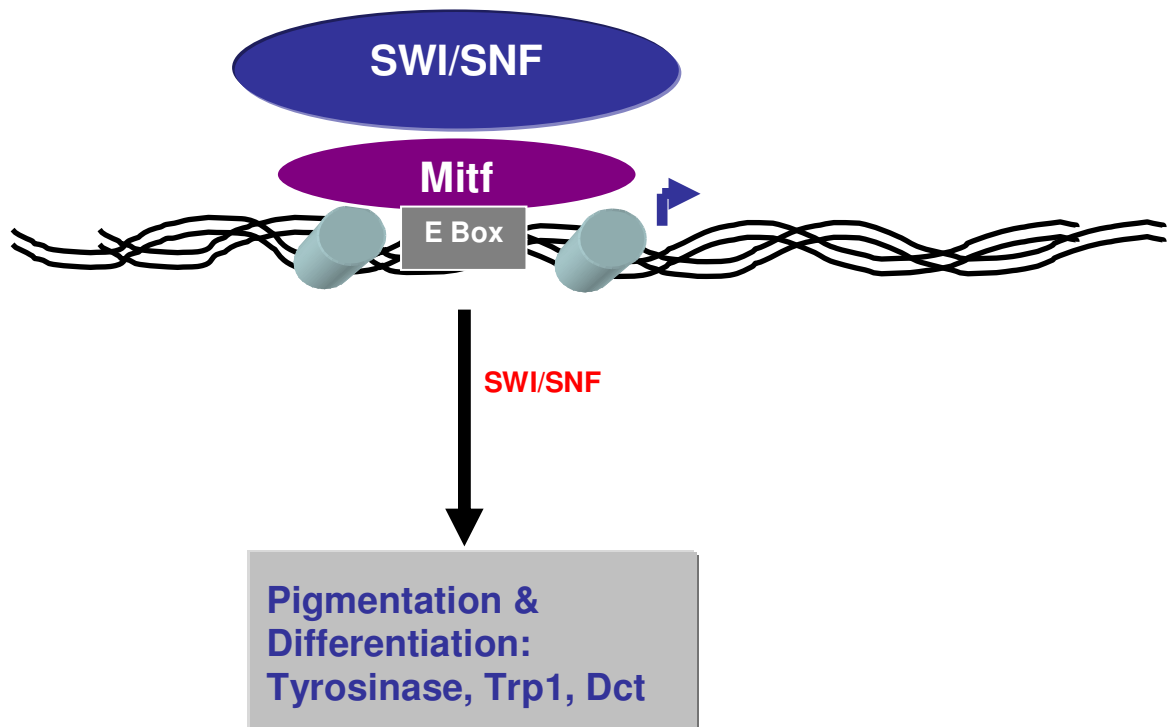 SWI/SNF
Mitf
E Box
SWI/SNF
Pigmentation &
Differentiation:
Tyrosinase, Trp1, Dct